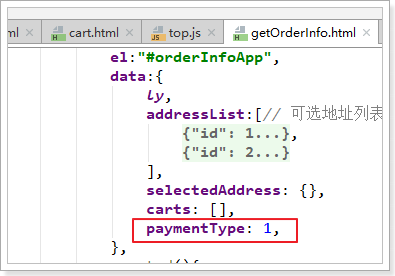 ml cart.html top.js getOrderInfo.html
el:"#orderInfoApp",
data:{
ly,
addressList:[// 可选地址列表
{"id": 1...},
{"id": 2...}
],
selectedAddress: {},
carts: [],
paymentType: 1,
},